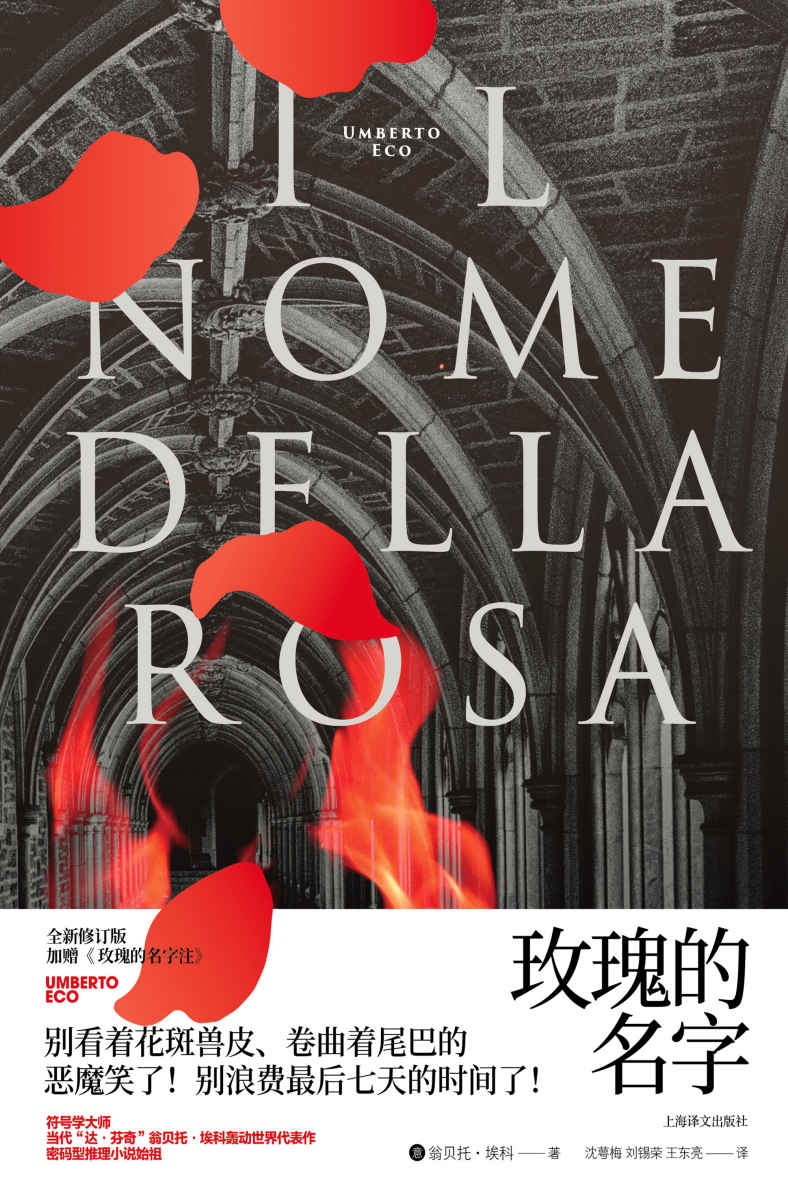 IL
UMBERTO
ECO
NOME
DELLA
ROSA
全新修订版
加赠《玫瑰的名字注》
UMBERTO
ECO
玫瑰的
名字
别看着花斑兽皮、卷曲着尾巴的
恶魔笑了！别浪费最后七天的时间了！
符号学大师
当代“达·芬奇”翁贝托·埃科轰动世界代表作
密码型推理小说始祖
上海译文出版社
意 翁贝托·埃科——著 沈萼梅 刘锡荣 王东亮——译